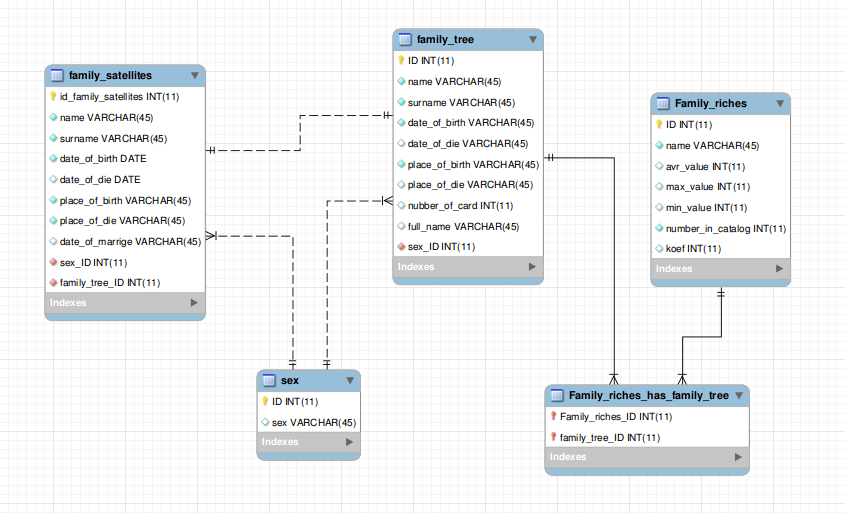 family_satellites
id_family_satellites INT(11)
name VARCHAR(45)
surname VARCHAR(45)
date_of_birth DATE
date_of_die DATE
place_of_birth VARCHAR(45)
place_of_die VARCHAR(45)
date_of_marrige VARCHAR(45)
sex_ID INT(11)
family_tree_ID INT(11)
Indexes
family_tree
ID INT(11)
name VARCHAR(45)
surname VARCHAR(45)
date_of_birth VARCHAR(45)
date_of_die VARCHAR(45)
place_of_birth VARCHAR(45)
place_of_die VARCHAR(45)
nubber_of_card INT(11)
full_name VARCHAR(45)
sex_ID INT(11)
Indexes
Family_riches
ID INT(11)
name VARCHAR(45)
avr_value INT(11)
max_value INT(11)
min_value INT(11)
number_in_catalog INT(11)
koef INT(11)
Indexes
sex
ID INT(11)
sex VARCHAR(45)
Indexes
Family_riches_has_family_tree
Family_riches_ID INT(11)
family_tree_ID INT(11)
Indexes